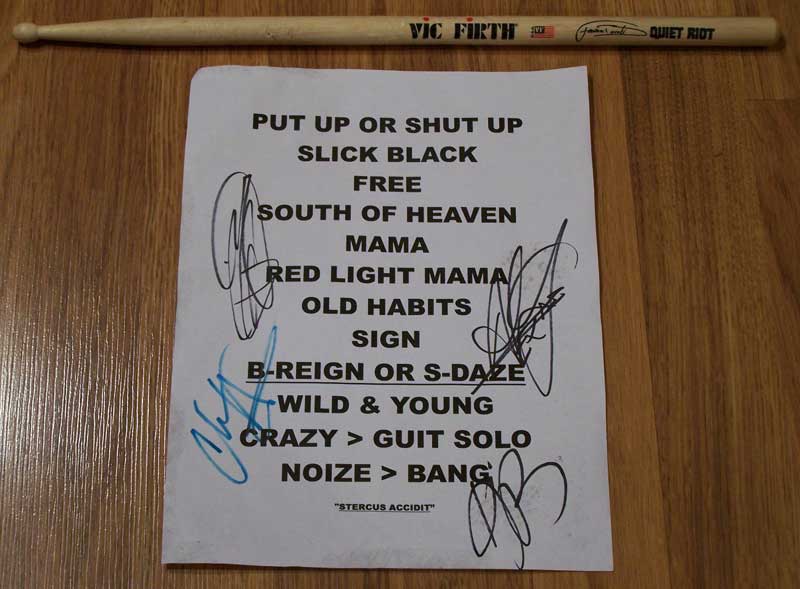 VIC FIRTH VF QUIET RIOT
PUT UP OR SHUT UP
SLICK BLACK
FREE
SOUTH OF HEAVEN
MAMA
RED LIGHT MAMA
OLD HABITS
SIGN
B-REIGN OR S-DAZE
WILD & YOUNG
CRAZY > GUIT SOLO
NOIZE > BANG
"STERCUS ACCIDIT"